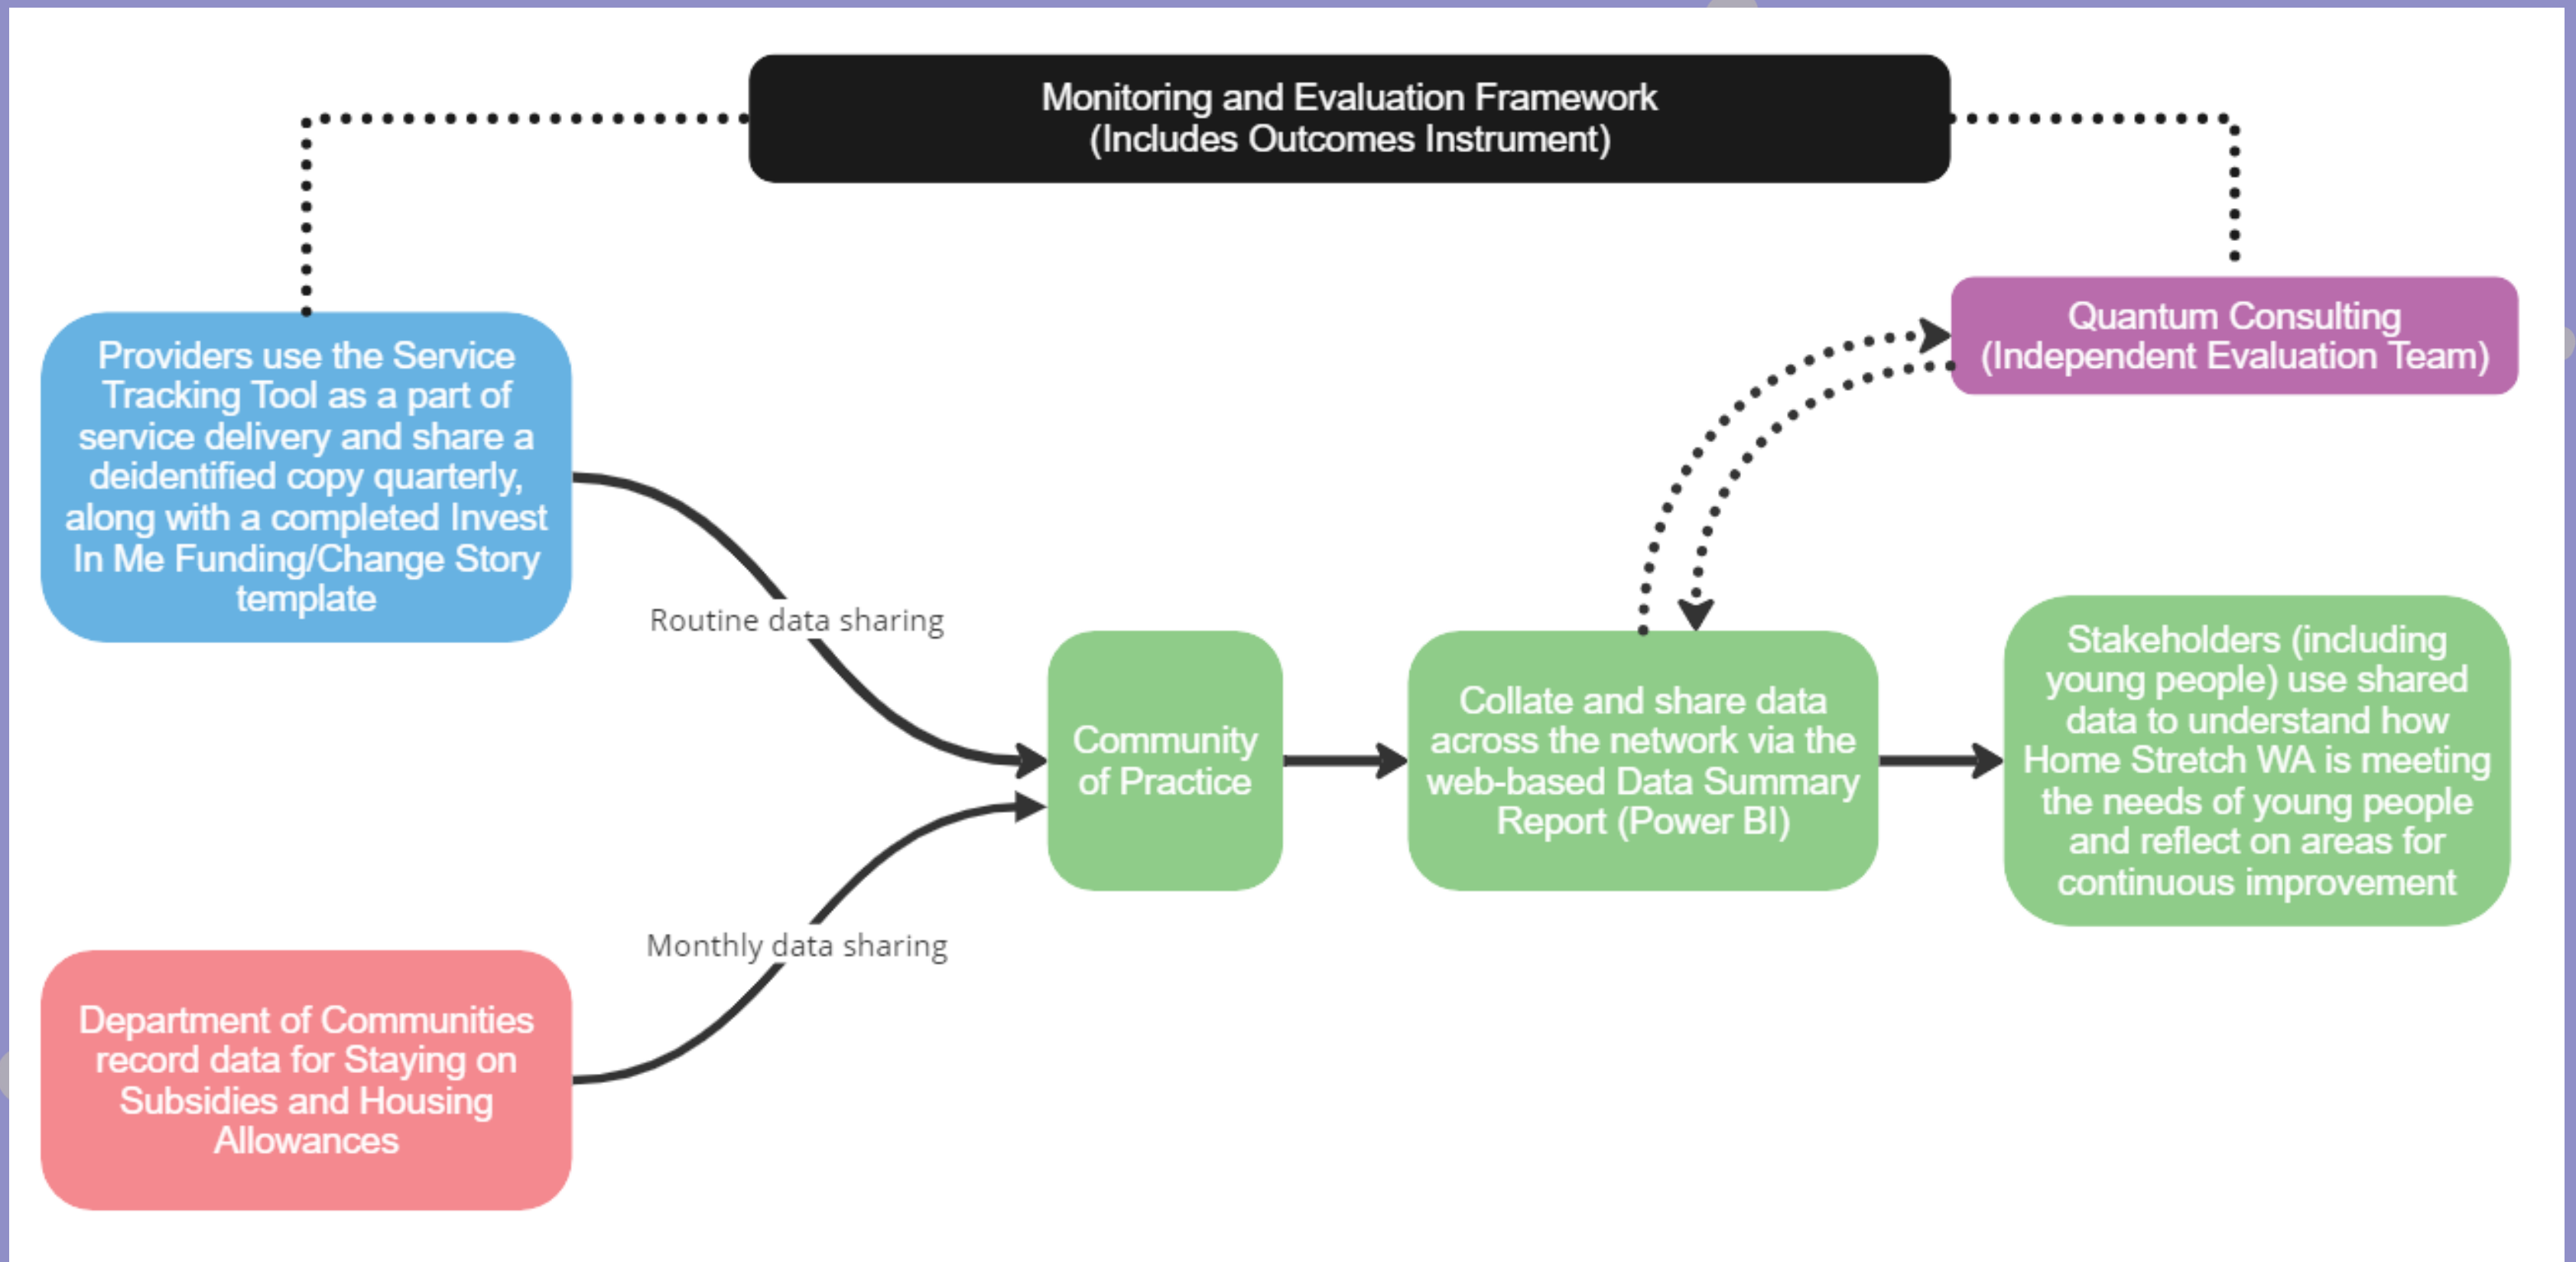 Monitoring and Evaluation Framework
(Includes Outcomes Instrument)
Quantum Consulting
(Independent Evaluation Team)
Providers use the Service
Tracking Tool as a part of
service delivery and share a
deidentified copy quarterly,
along with a completed Invest
In Me Funding/Change Story
template
Routine data sharing
Community
of Practice
Collate and share data
across the network via the
web-based Data Summary
Report (Power BI)
Stakeholders (including
young people) use shared
data to understand how
Home Stretch WA is meeting
the needs of young people
and reflect on areas for
continuous improvement
Monthly data sharing
Department of Communities
record data for Staying on
Subsidies and Housing
Allowances